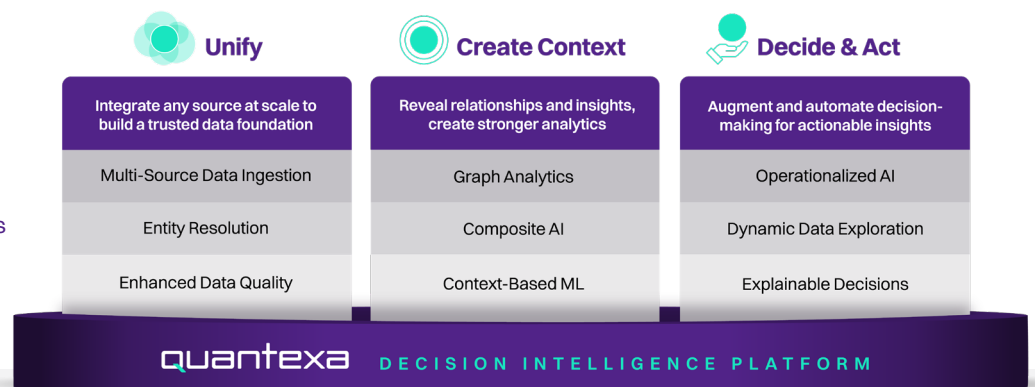 Unify
Integrate any source at scale to
build a trusted data foundation
Multi-Source Data Ingestion
Entity Resolution
Enhanced Data Quality
Create Context
Reveal relationships and insights,
create stronger analytics
Graph Analytics
Composite AI
Context-Based ML
Decide & Act
Augment and automate decision-
making for actionable insights
Operationalized AI
Dynamic Data Exploration
Explainable Decisions
s
quantexa DECISION INTELLIGENCE PLATFORM